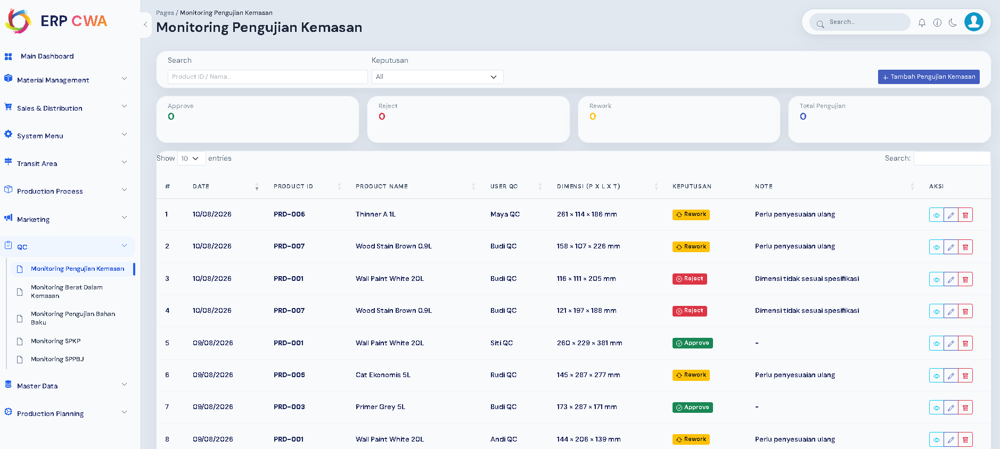 ERP CWA
Main Dashboard
Material Management
Sales & Distribution
System Menu
Transit Area
Production Process
Marketing
QC
Monitoring Pengujian Kemasan
Monitoring Berat Dalam
Kemasan
Monitoring Pengujian Bahan
Baku
Monitoring SPKP
Monitoring SPPBJ
Master Data
Production Planning
Pages / Monitoring Pengujian Kemasan
Monitoring Pengujian Kemasan
Search...
Search
Keputusan
Product ID / Nama...
All
+ Tambah Pengujian Kemasan
Approve
0
Reject
0
Rework
0
Total Pengujian
0
Show 10 entries
Search:
# DATE PRODUCT ID PRODUCT NAME USER QC DIMENSI (P X L X T) KEPUTUSAN NOTE AKSI
1 10/08/2026 PRD-006 Thinner A 1L Maya QC 261 × 114 × 186 mm Rework Perlu penyesuaian ulang
2 10/08/2026 PRD-007 Wood Stain Brown 0.9L Budi QC 158 × 107 × 226 mm Rework Perlu penyesuaian ulang
3 10/08/2026 PRD-001 Wall Paint White 20L Budi QC 116 × 111 × 205 mm Reject Dimensi tidak sesuai spesifikasi
4 10/08/2026 PRD-007 Wood Stain Brown 0.9L Budi QC 121 × 197 × 188 mm Reject Dimensi tidak sesuai spesifikasi
5 09/08/2026 PRD-001 Wall Paint White 20L Siti QC 260 × 229 × 381 mm Approve -
6 09/08/2026 PRD-005 Cat Ekonomis 5L Rudi QC 145 × 287 × 277 mm Rework Perlu penyesuaian ulang
7 09/08/2026 PRD-003 Primer Grey 5L Budi QC 173 × 287 × 171 mm Approve -
8 09/08/2026 PRD-001 Wall Paint White 20L Andi QC 144 × 206 × 139 mm Rework Perlu penyesuaian ulang